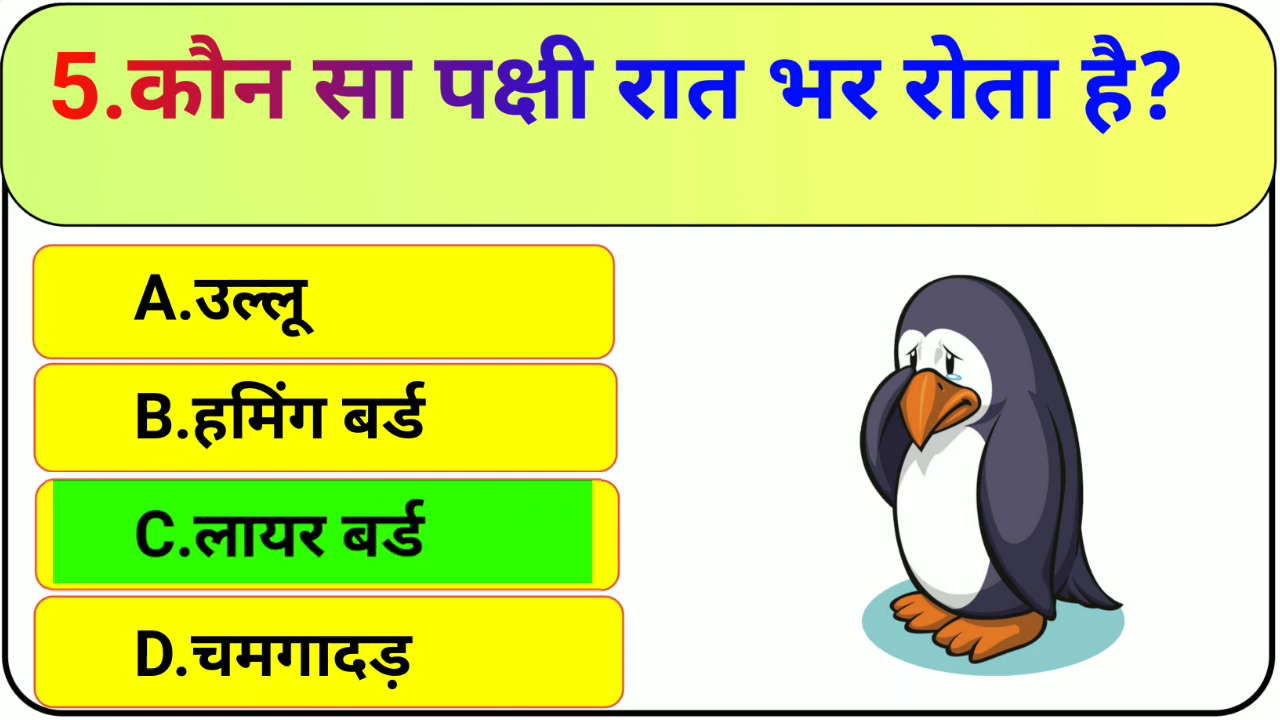 5.कौन सा पक्षी रात भर रोता है?
A.उल्लू
B.हमिंग बर्ड
C.लायर बर्ड
D.चमगादड़